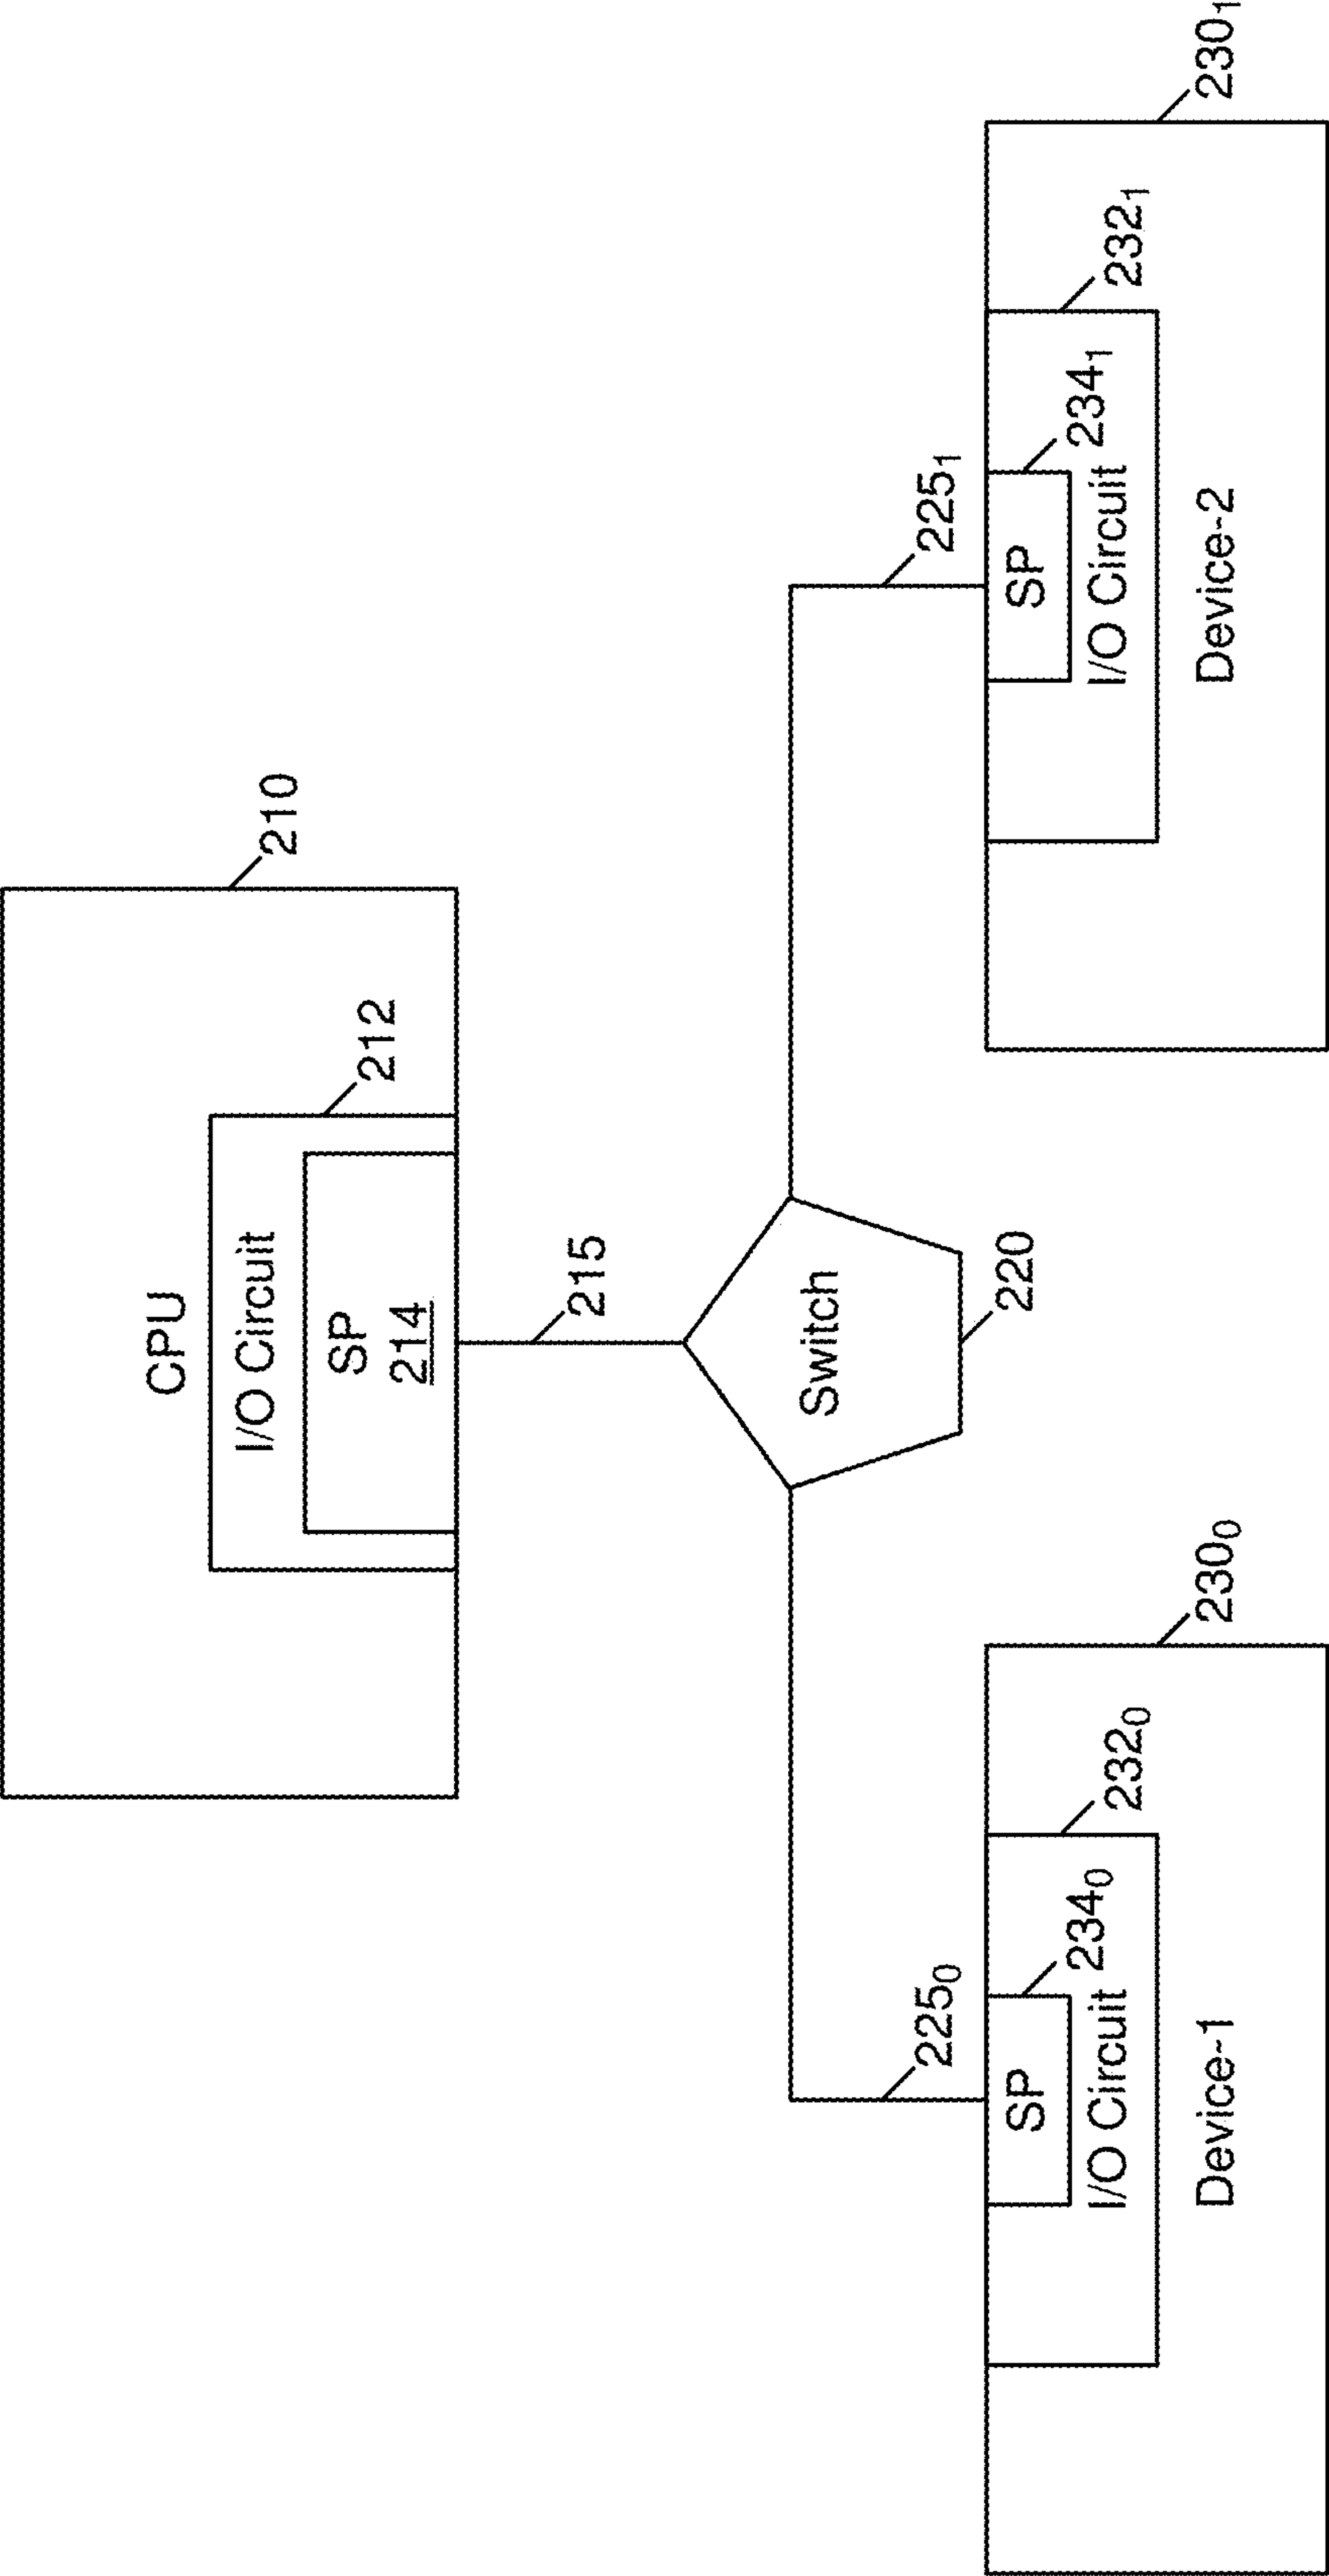 CPU
210
I/O Circuit
212
SP
214
215
Switch
220
225₀
225₁
SP
234₀
I/O Circuit
232₀
Device-1
230₀
SP
234₁
I/O Circuit
232₁
Device-2
230₁